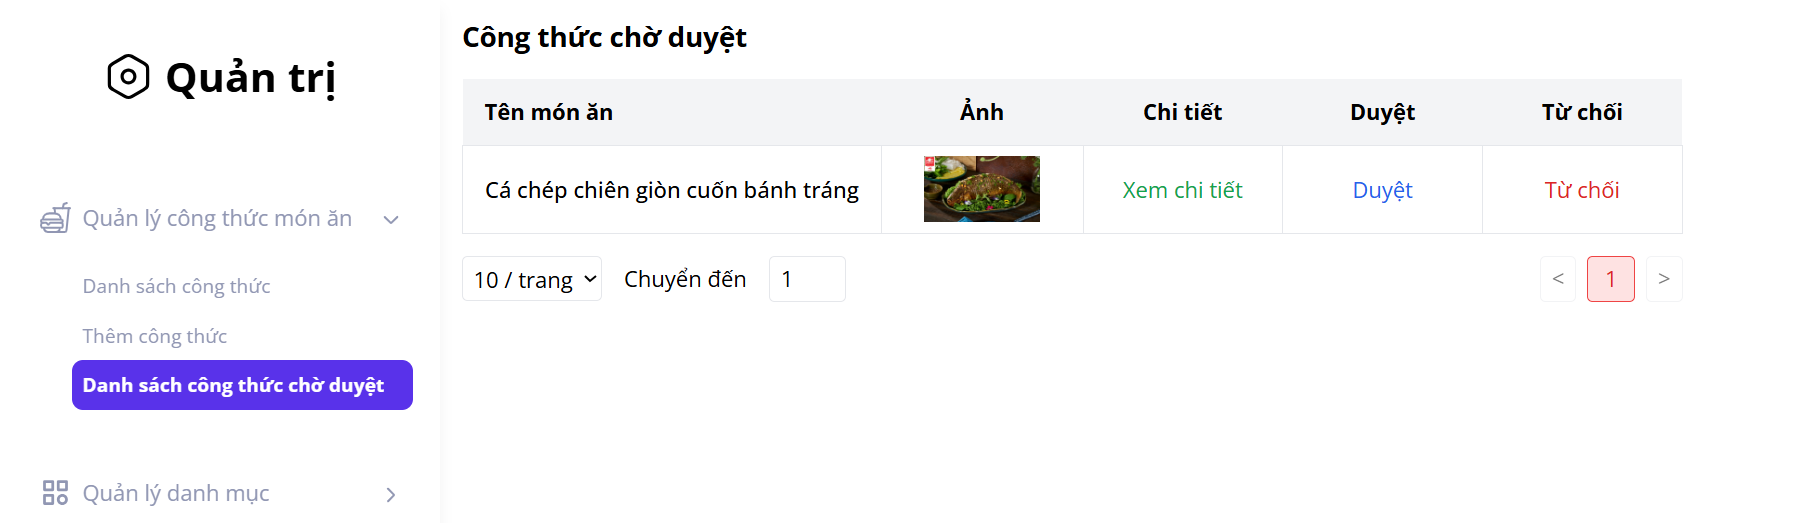 Quản trị
Quản lý công thức món ăn
Danh sách công thức
Thêm công thức
Danh sách công thức chờ duyệt
Quản lý danh mục
Công thức chờ duyệt
Tên món ăn Ảnh Chi tiết Duyệt Từ chối
Cá chép chiên giòn cuốn bánh tráng Xem chi tiết Duyệt Từ chối
10 / trang Chuyển đến 1 < 1 >